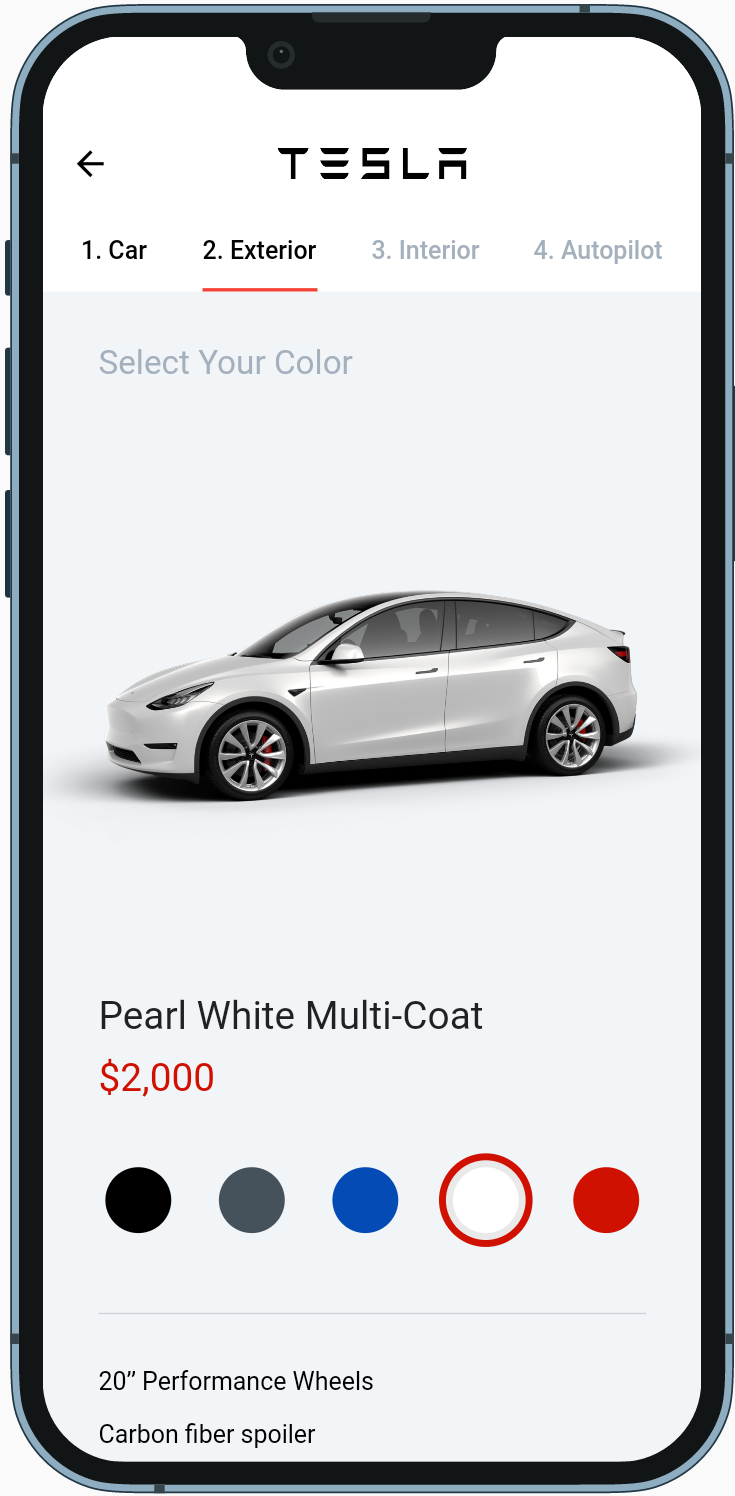 TESLA
1. Car 2. Exterior 3. Interior 4. Autopilot
Select Your Color
Pearl White Multi-Coat
$2,000
20” Performance Wheels
Carbon fiber spoiler